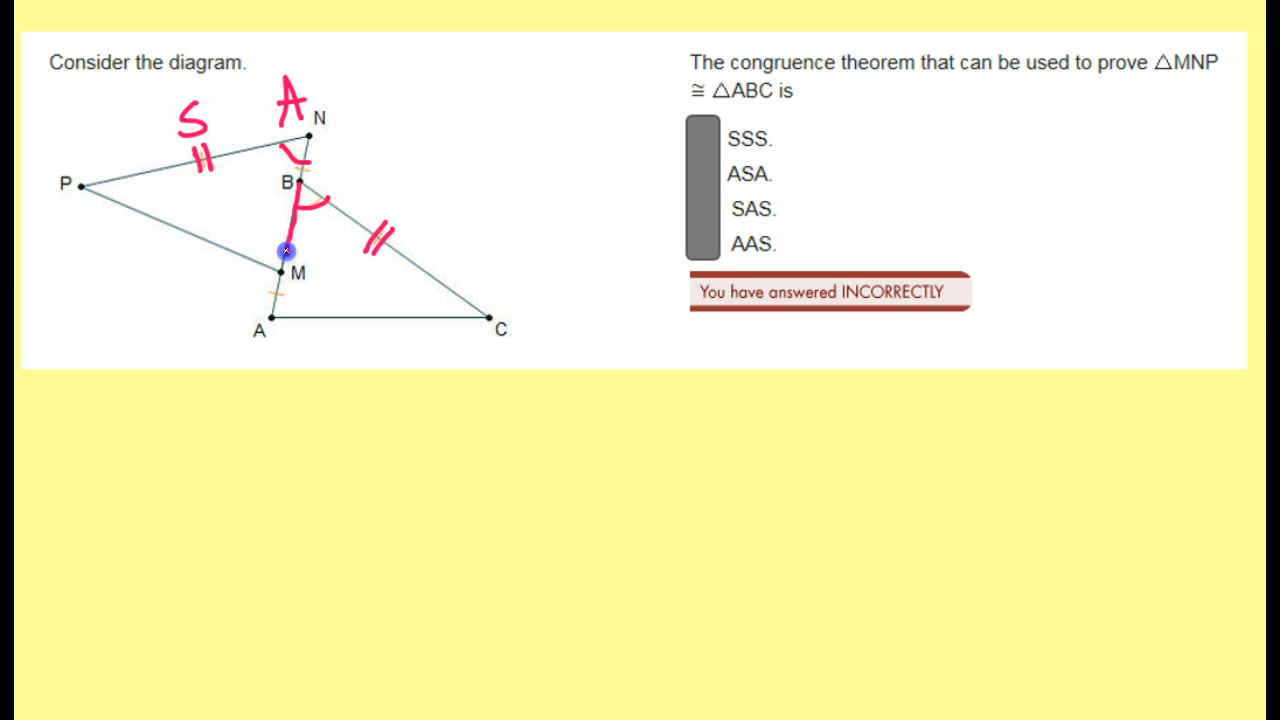 Consider the diagram.
S
A
N
P
B
M
A
C
The congruence theorem that can be used to prove △MNP
≅ △ABC is
SSS.
ASA.
SAS.
AAS.
You have answered INCORRECTLY